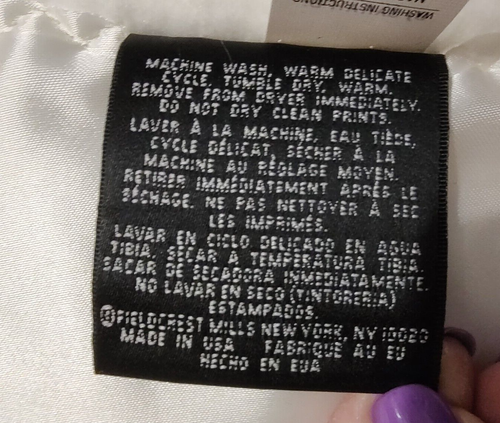 WASHING INSTRUCTIONS
MACHINE WASH, WARM DELICATE
CYCLE, TUMBLE DRY, WARM.
REMOVE FROM DRYER IMMEDIATELY.
DO NOT DRY CLEAN PRINTS.
LAVER À LA MACHINE, EAU TIÈDE,
CYCLE DÉLICAT, SÉCHER À LA
MACHINE AU RÉGLAGE MOYEN.
RETIRER IMMÉDIATEMENT APRÈS LE
SÉCHAGE. NE PAS NETTOYER À SEC
LES IMPRIMÉS.
LAVAR EN CICLO DELICADO EN AGUA
TIBIA. SECAR A TEMPERATURA TIBIA.
SACAR DE SECADORA INMEDIATAMENTE.
NO LAVAR EN SECO (TINTORERIA)
ESTAMPADOS.
FIELDCREST MILLS NEW YORK, NY 10020
MADE IN USA FABRIQUÉ AU EU
HECHO EN EUA